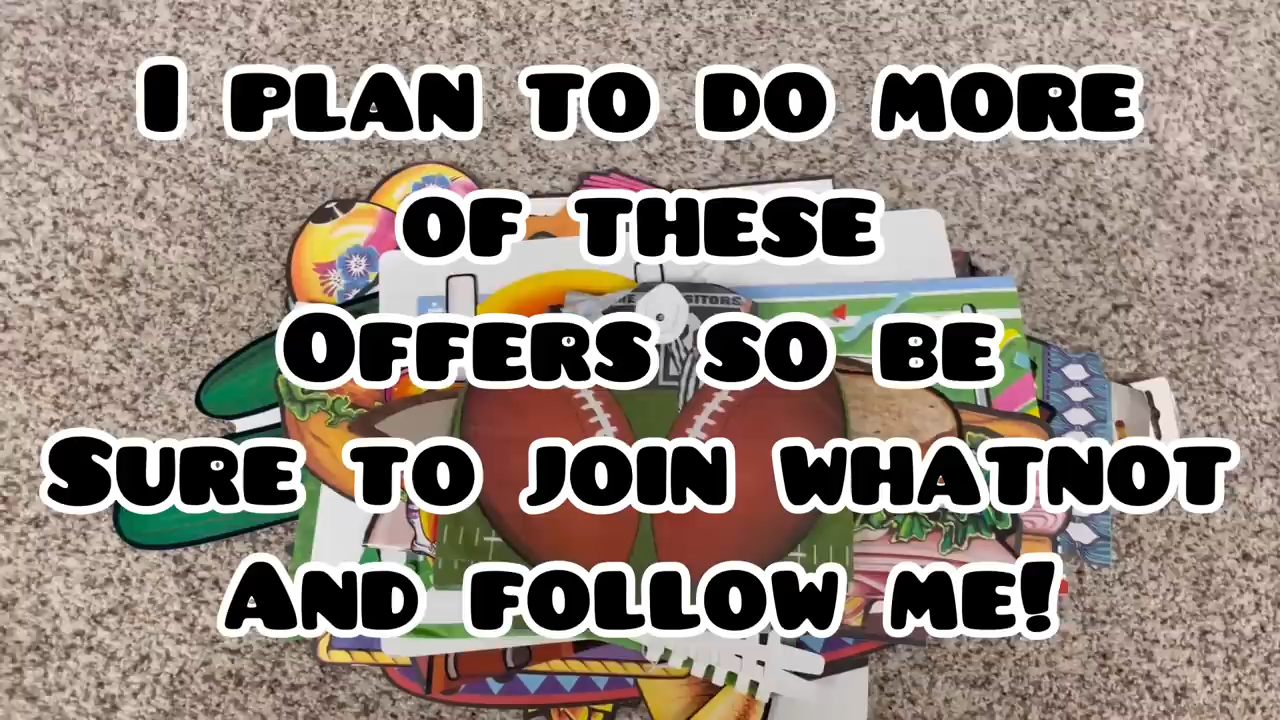 I PLAN TO DO MORE
OF THESE
OFFERS SO BE
SURE TO JOIN WHATNOT
AND FOLLOW ME!